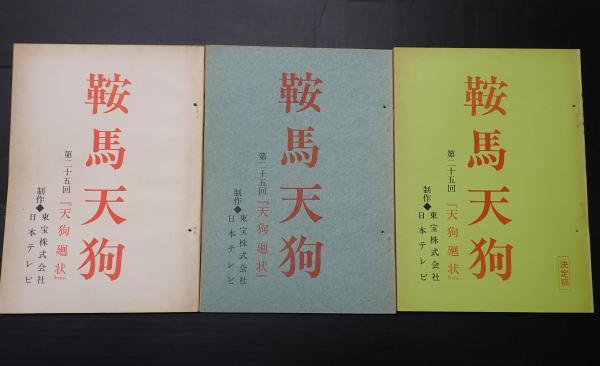 鞍馬天狗
第二十五回『天狗廻状』
制作◆東宝株式会社
日本テレビ
鞍馬天狗
第二十五回『天狗廻状』
制作◆東宝株式会社
日本テレビ
鞍馬天狗
第二十五回『天狗廻状』
制作◆東宝株式会社
日本テレビ
決定稿